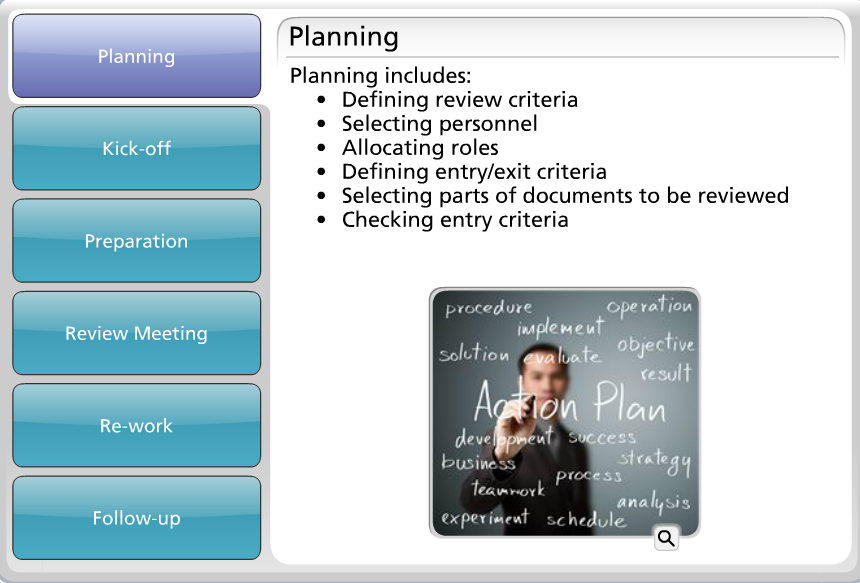 Planning
Kick-off
Preparation
Review Meeting
Re-work
Follow-up
Planning
Planning includes:
• Defining review criteria
• Selecting personnel
• Allocating roles
• Defining entry/exit criteria
• Selecting parts of documents to be reviewed
• Checking entry criteria
procedure operation
implement
solution evaluate objective
result
Action Plan
development success
business process strategy
teamwork analysis
experiment schedule